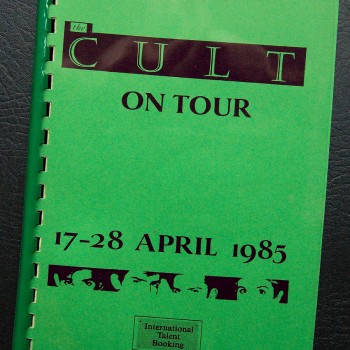 the
CULT
ON TOUR
17-28 APRIL 1985
International
Talent
Booking